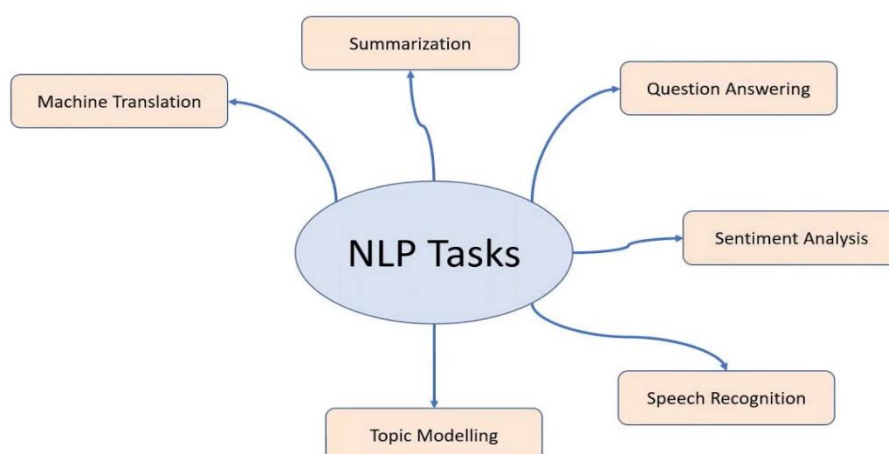 Summarization
Machine Translation
Question Answering
NLP Tasks
Sentiment Analysis
Speech Recognition
Topic Modelling